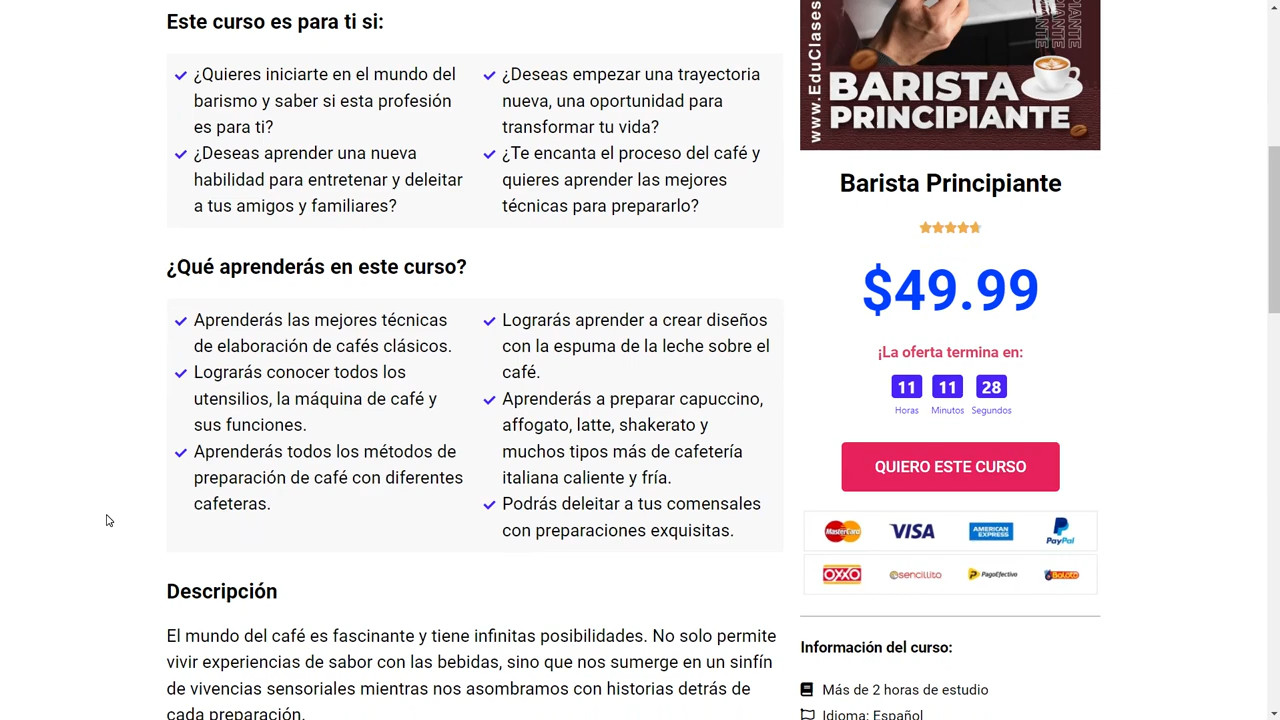 Este curso es para ti si:
¿Quieres iniciarte en el mundo del
barismo y saber si esta profesión
es para ti?
¿Deseas aprender una nueva
habilidad para entretener y deleitar
a tus amigos y familiares?
¿Deseas empezar una trayectoria
nueva, una oportunidad para
transformar tu vida?
¿Te encanta el proceso del café y
quieres aprender las mejores
técnicas para prepararlo?
¿Qué aprenderás en este curso?
Aprenderás las mejores técnicas
de elaboración de cafés clásicos.
Lograrás conocer todos los
utensilios, la máquina de café y
sus funciones.
Aprenderás todos los métodos de
preparación de café con diferentes
cafeteras.
Lograrás aprender a crear diseños
con la espuma de la leche sobre el
café.
Aprenderás a preparar capuccino,
affogato, latte, shakerato y
muchos tipos más de cafetería
italiana caliente y fría.
Podrás deleitar a tus comensales
con preparaciones exquisitas.
Descripción
El mundo del café es fascinante y tiene infinitas posibilidades. No solo permite
vivir experiencias de sabor con las bebidas, sino que nos sumerge en un sinfín
de vivencias sensoriales mientras nos asombramos con historias detrás de
cada preparación.
www.EduClases
BARISTA
PRINCIPIANTE
Barista Principiante
$49.99
¡La oferta termina en:
11 11 28
Horas Minutos Segundos
QUIERO ESTE CURSO
MasterCard VISA AMERICAN EXPRESS PayPal
OXXO sencillito PagoEfectivo Baloto
Información del curso:
Más de 2 horas de estudio
Idioma: Español